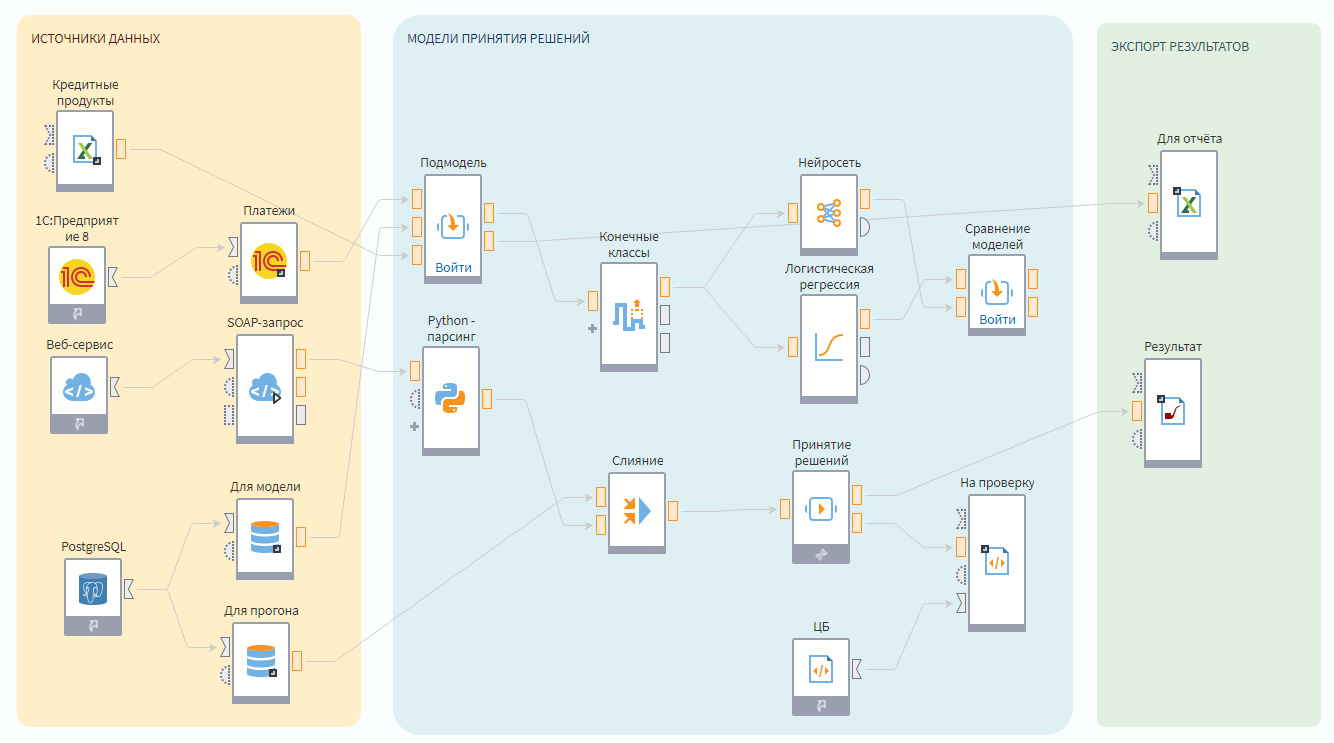 ИСТОЧНИКИ ДАННЫХ
Кредитные
продукты
1С:Предприят
ие 8
Платежи
1С
1С
SOAP-запрос
Веб-сервис
Для модели
PostgreSQL
Для прогона
МОДЕЛИ ПРИНЯТИЯ РЕШЕНИЙ
Подмодель
Войти
Python -
парсинг
Конечные
классы
Нейросеть
Логистическая
регрессия
Сравнение
моделей
Войти
Слияние
Принятие
решений
На проверку
ЦБ
ЭКСПОРТ РЕЗУЛЬТАТОВ
Для отчёта
Результат